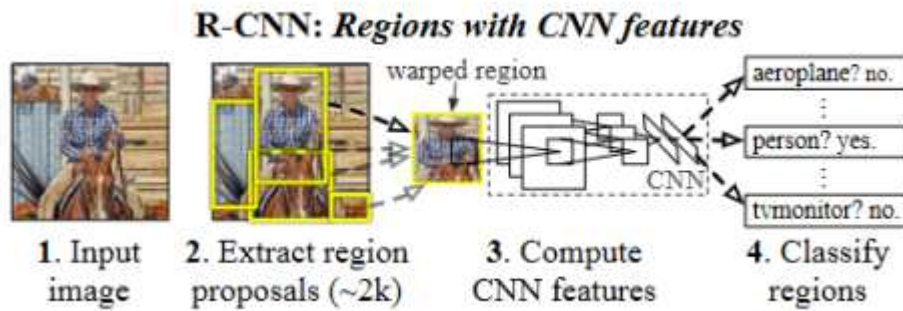 R-CNN: Regions with CNN features
warped region
aeroplane? no.
⋮
person? yes.
⋮
tvmonitor? no.
CNN
1. Input
image
2. Extract region
proposals (~2k)
3. Compute
CNN features
4. Classify
regions